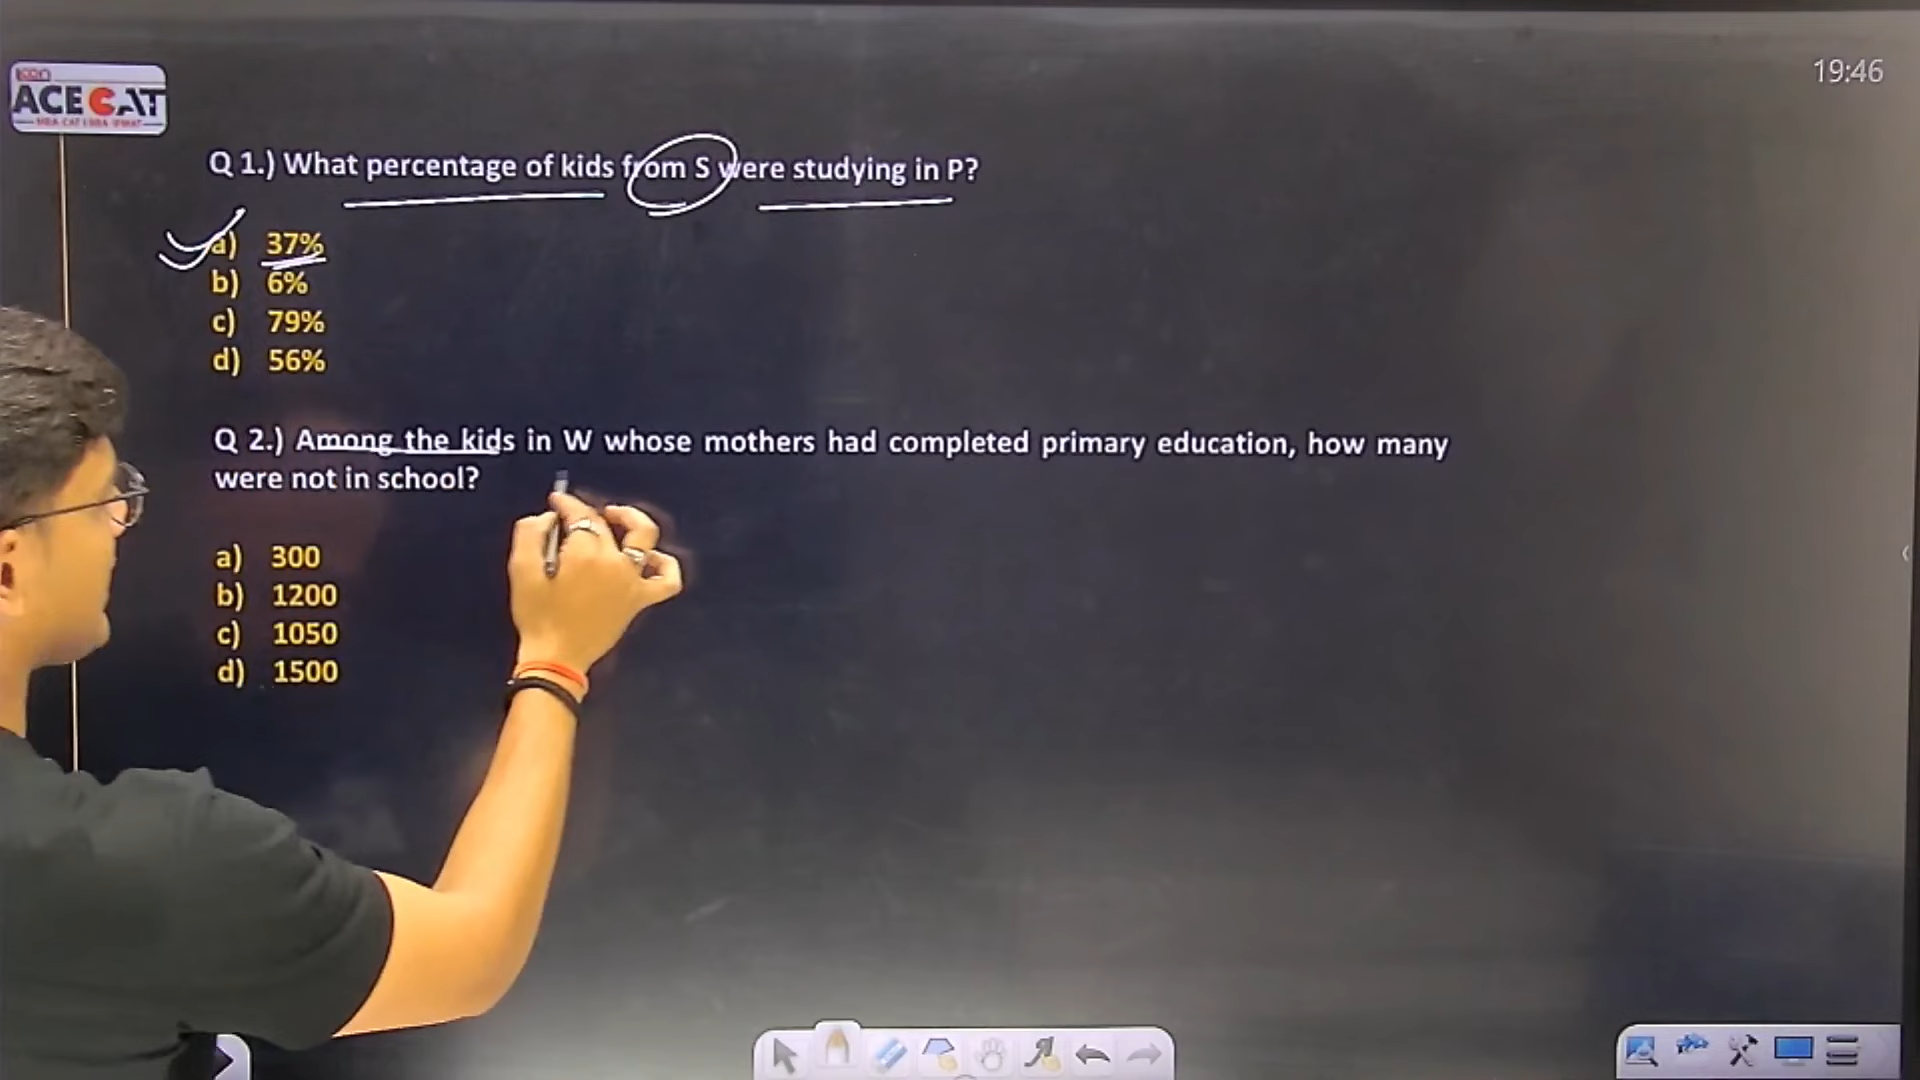 19:46
ACE CAT
Q 1.) What percentage of kids from S were studying in P?
a) 37%
b) 6%
c) 79%
d) 56%
Q 2.) Among the kids in W whose mothers had completed primary education, how many
were not in school?
a) 300
b) 1200
c) 1050
d) 1500